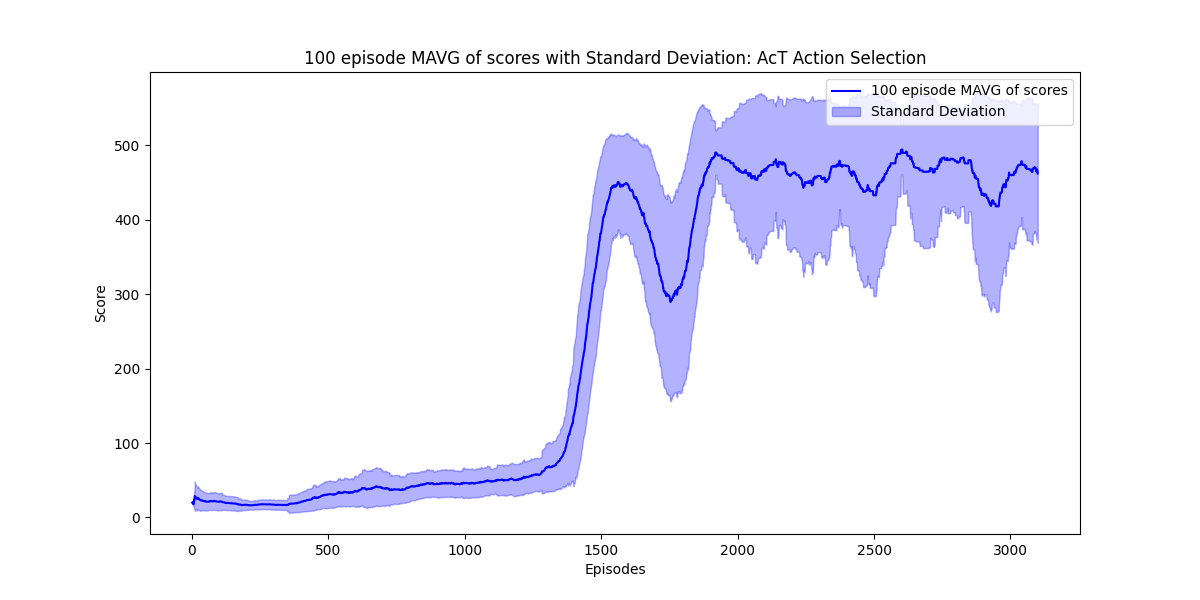 100 episode MAVG of scores with Standard Deviation: AcT Action Selection
100 episode MAVG of scores
Standard Deviation
500
400
300
200
100
0
Score
0 500 1000 1500 2000 2500 3000
Episodes